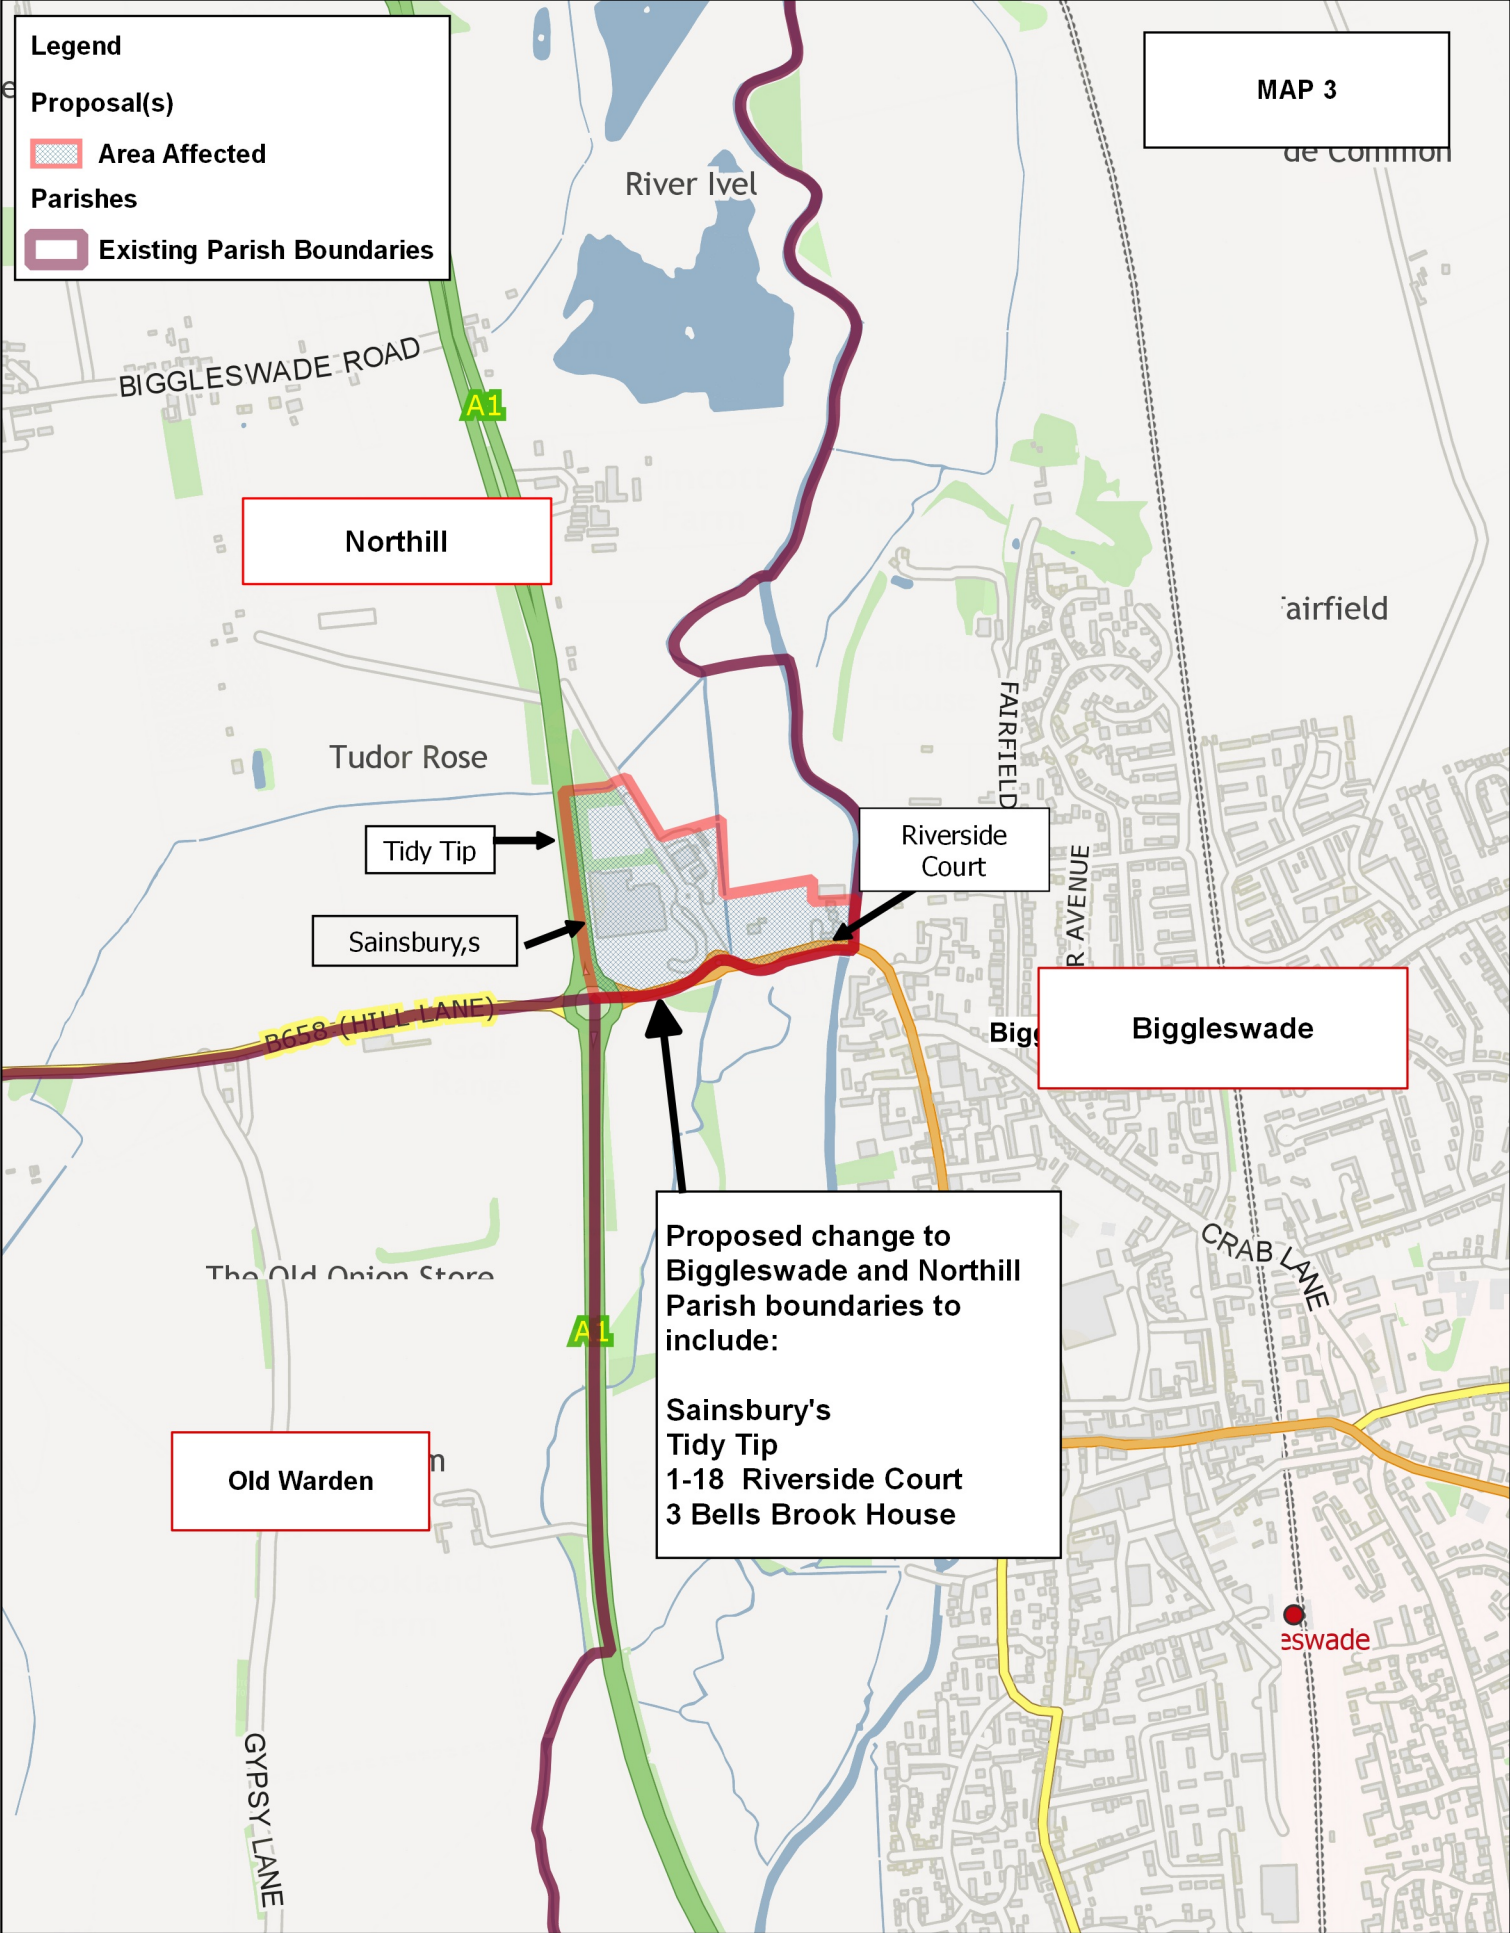 Legend
Proposal(s)
Area Affected
Parishes
Existing Parish Boundaries
MAP 3
de Common
River Ivel
BIGGLESWADE ROAD
A1
Northill
airfield
FAIRFIELD
Tudor Rose
Tidy Tip
Riverside
Court
R AVENUE
Sainsbury,s
B658 (HILL LANE)
Bigg
Biggleswade
Proposed change to
Biggleswade and Northill
Parish boundaries to
include:
Sainsbury's
Tidy Tip
1-18 Riverside Court
3 Bells Brook House
CRAB LANE
The Old Onion Store
A1
Old Warden
m
eswade
GYPSY LANE